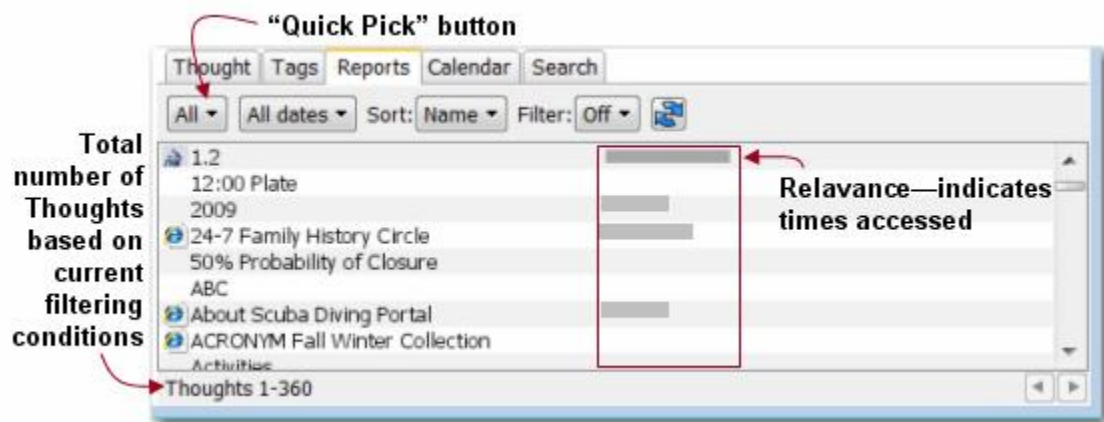 “Quick Pick” button
Thought Tags Reports Calendar Search
All All dates Sort: Name Filter: Off
Total
number of
Thoughts
based on
current
filtering
conditions
1.2
12:00 Plate
2009
24-7 Family History Circle
50% Probability of Closure
ABC
About Scuba Diving Portal
ACRONYM Fall Winter Collection
Activities
Relavance—indicates
times accessed
Thoughts 1-360